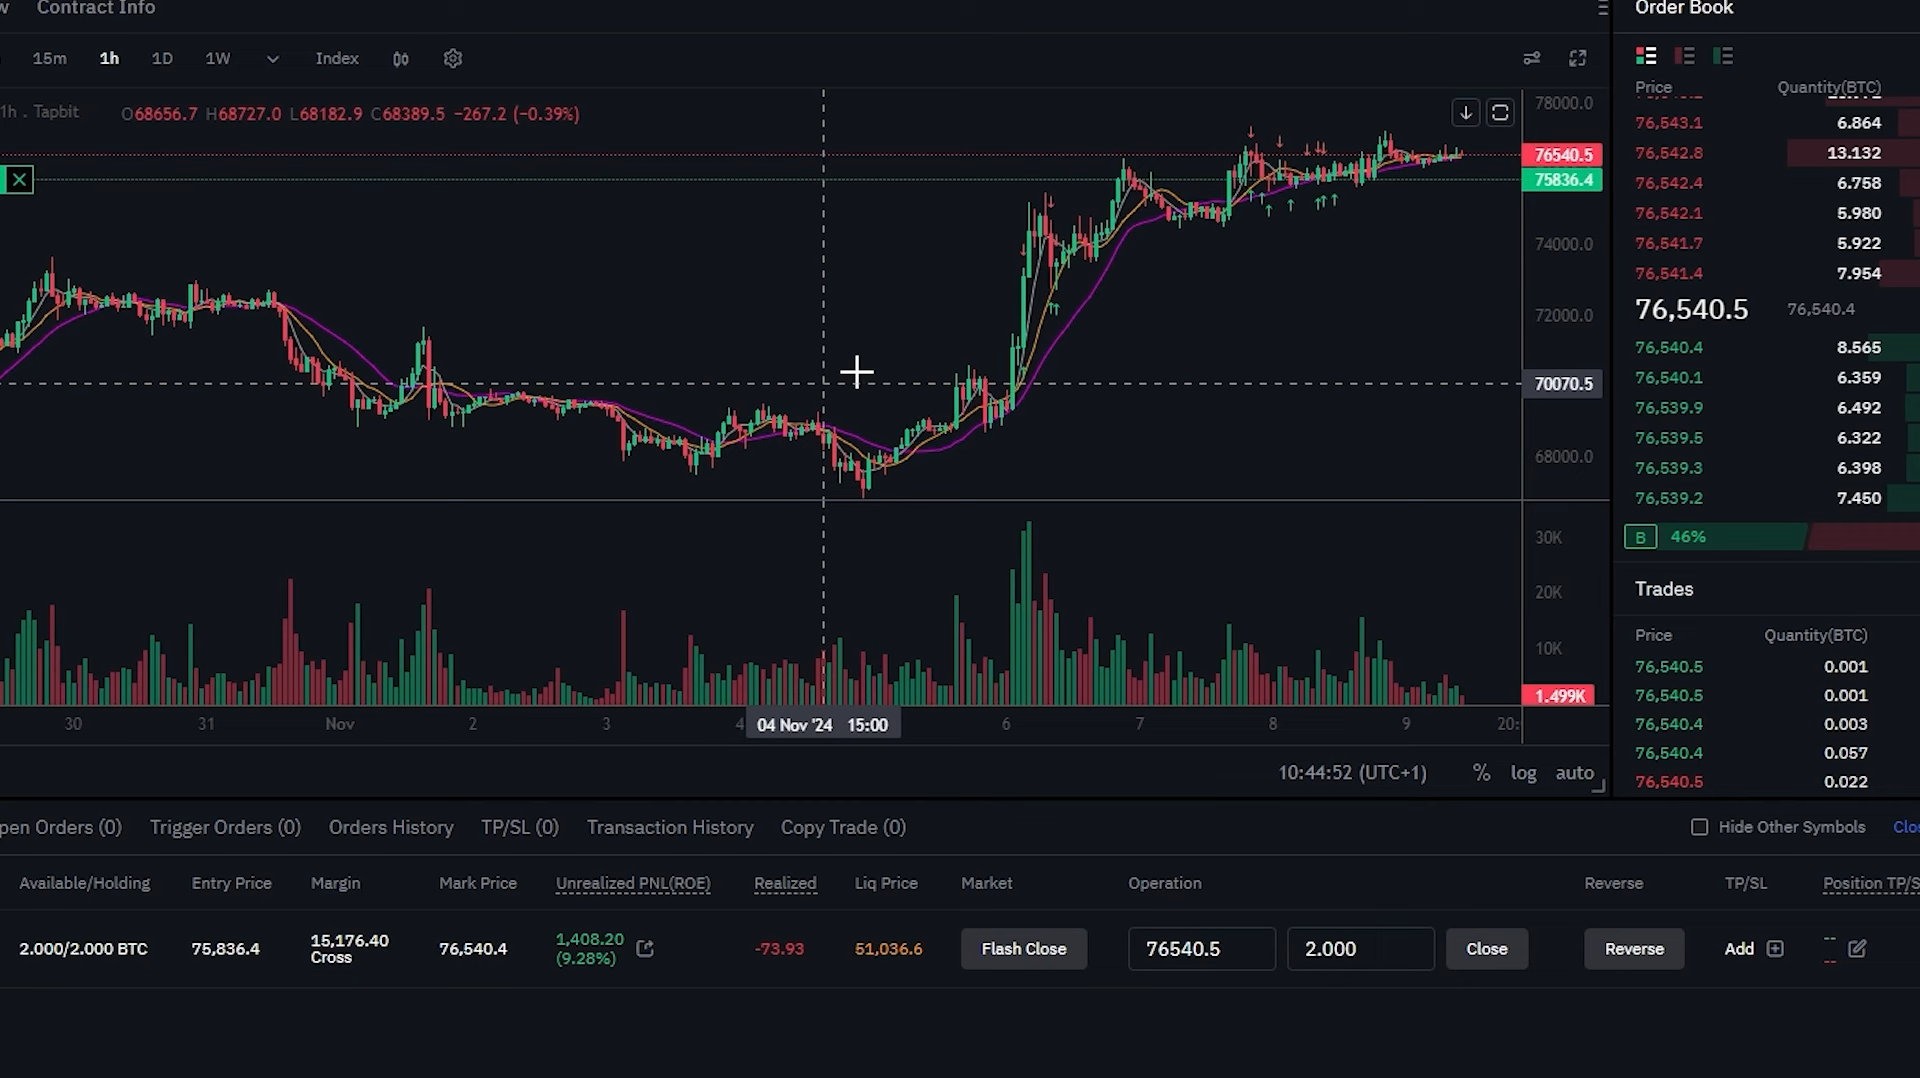 Contract Info
15m 1h 1D 1W Index
1h . Tapbit O68656.7 H68727.0 L68182.9 C68389.5 −267.2 (−0.39%)
78000.0
76540.5
75836.4
74000.0
72000.0
70070.5
68000.0
30K
20K
10K
1.499K
30 31 Nov 2 3 4 04 Nov '24 15:00 6 7 8 9 20:
10:44:52 (UTC+1) % log auto
Order Book
Price Quantity(BTC)
76,543.1 6.864
76,542.8 13.132
76,542.4 6.758
76,542.1 5.980
76,541.7 5.922
76,541.4 7.954
76,540.5 76,540.4
76,540.4 8.565
76,540.1 6.359
76,539.9 6.492
76,539.5 6.322
76,539.3 6.398
76,539.2 7.450
B 46%
Trades
Price Quantity(BTC)
76,540.5 0.001
76,540.5 0.001
76,540.4 0.003
76,540.4 0.057
76,540.5 0.022
pen Orders (0) Trigger Orders (0) Orders History TP/SL (0) Transaction History Copy Trade (0) Hide Other Symbols Clos
Available/Holding Entry Price Margin Mark Price Unrealized PNL(ROE) Realized Liq Price Market Operation Reverse TP/SL Position TP/S
2.000/2.000 BTC 75,836.4 15,176.40 76,540.4 1,408.20 -73.93 51,036.6 Flash Close 76540.5 2.000 Close Reverse Add --
Cross (9.28%) --